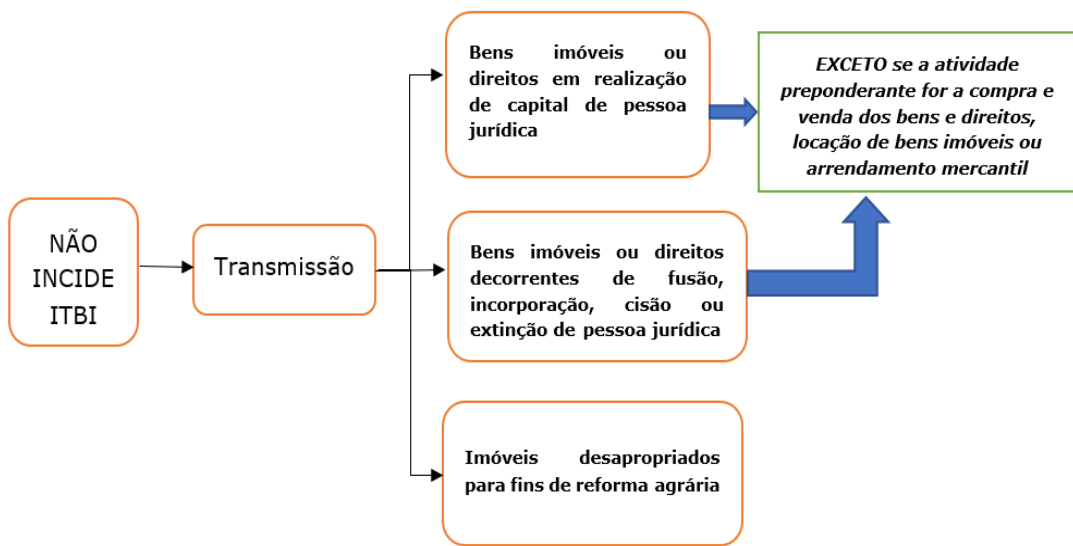 NÃO
INCIDE
ITBI
Transmissão
Bens imóveis ou
direitos em realização
de capital de pessoa
jurídica
EXCETO se a atividade
preponderante for a compra e
venda dos bens e direitos,
locação de bens imóveis ou
arrendamento mercantil
Bens imóveis ou direitos
decorrentes de fusão,
incorporação, cisão ou
extinção de pessoa jurídica
Imóveis desapropriados
para fins de reforma agrária